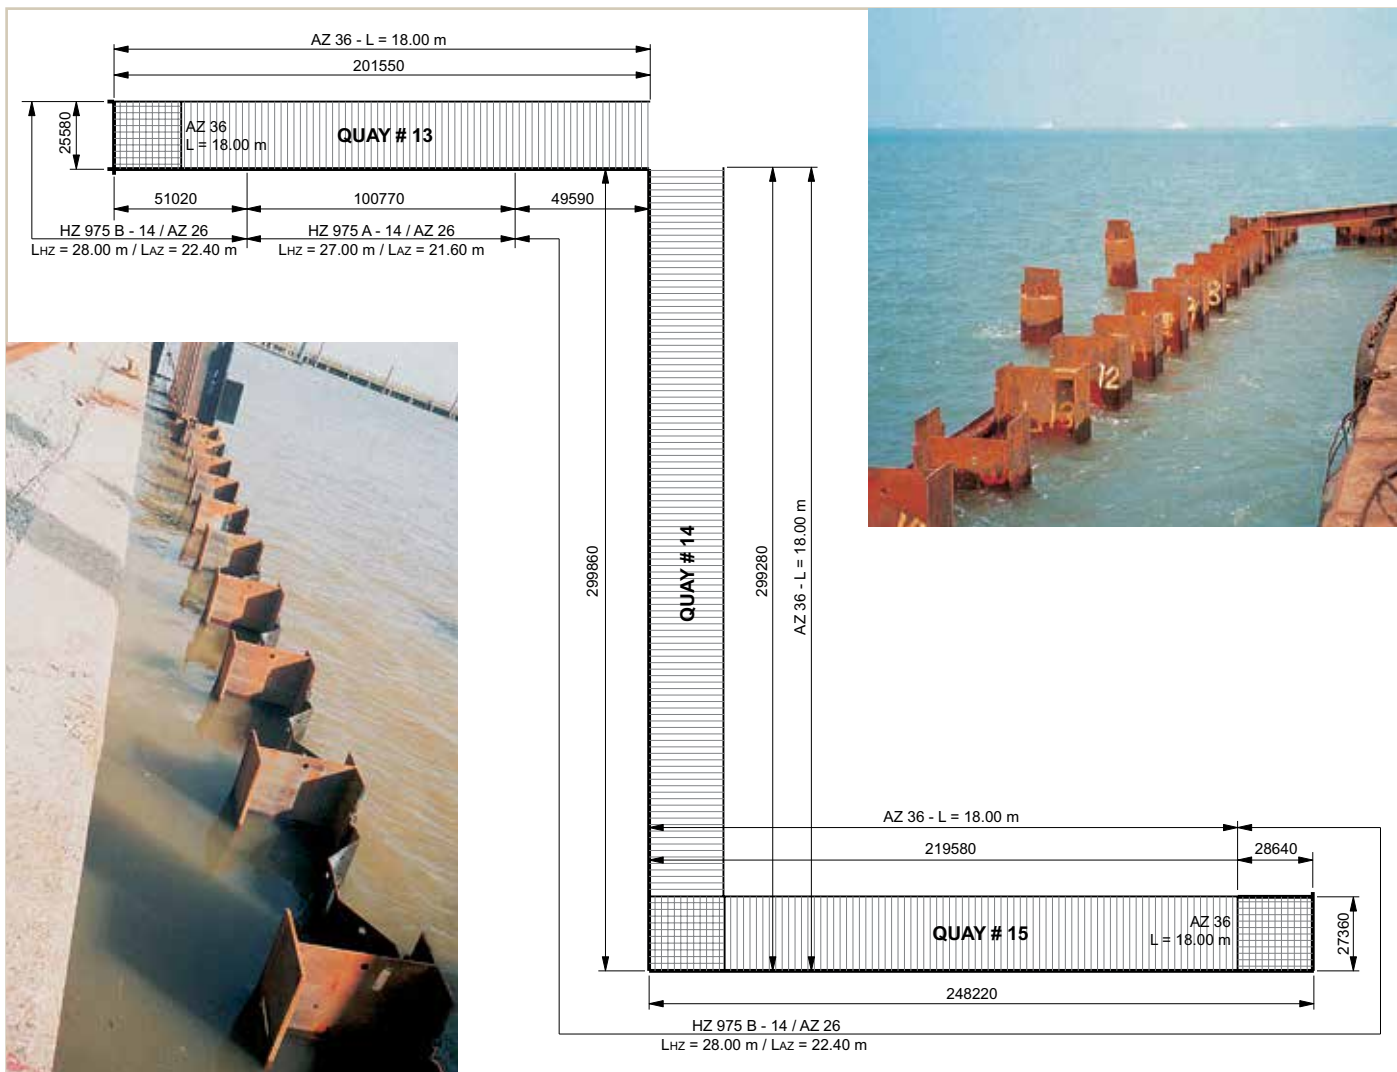 AZ 36 - L = 18.00 m
201550
25580
AZ 36
L = 18.00 m
QUAY # 13
51020
100770
49590
HZ 975 B - 14 / AZ 26
LHZ = 28.00 m / LAZ = 22.40 m
HZ 975 A - 14 / AZ 26
LHZ = 27.00 m / LAZ = 21.60 m
8
12
13
299860
QUAY # 14
299280
AZ 36 - L = 18.00 m
AZ 36 - L = 18.00 m
219580
28640
QUAY # 15
AZ 36
L = 18.00 m
27360
248220
HZ 975 B - 14 / AZ 26
LHZ = 28.00 m / LAZ = 22.40 m